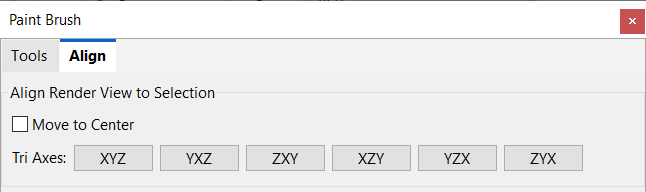 Paint Brush
Tools Align
Align Render View to Selection
Move to Center
Tri Axes: XYZ YXZ ZXY XZY YZX ZYX